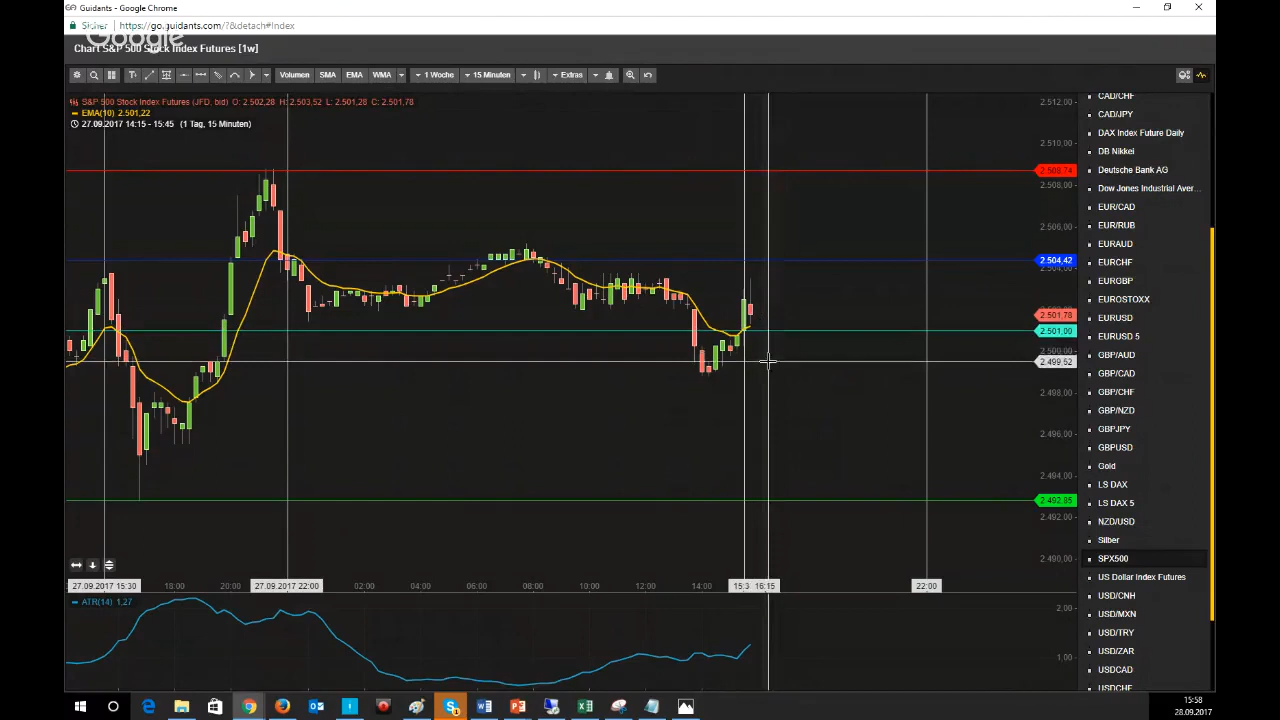 Guidants - Google Chrome
Sicher https://go.guidants.com/?&detach#Index
Google
Chart S&P 500 Stock Index Futures [1w]
Volumen SMA EMA WMA 1 Woche 15 Minuten Extras
S&P 500 Stock Index Futures (JFD, bid) O: 2.502,28 H: 2.503,52 L: 2.501,28 C: 2.501,78
EMA(10) 2.501,22
27.09.2017 14:15 - 15:45 (1 Tag, 15 Minuten)
2.512,00
2.510,00
2.508,74
2.508,00
2.506,00
2.504,42
2.504,00
2.501,78
2.501,00
2.500,00
2.499,52
2.498,00
2.496,00
2.494,00
2.492,85
2.492,00
2.490,00
27.09.2017 15:30 18:00 20:00 27.09.2017 22:00 02:00 04:00 06:00 08:00 10:00 12:00 14:00 15:3 16:15 22:00
ATR(14) 1,27
2.00
1.00
CAD/CHF
CAD/JPY
DAX Index Future Daily
DB Nikkei
Deutsche Bank AG
Dow Jones Industrial Aver...
EUR/CAD
EUR/RUB
EURAUD
EURCHF
EURGBP
EUROSTOXX
EURUSD
EURUSD 5
GBP/AUD
GBP/CAD
GBP/CHF
GBP/NZD
GBPJPY
GBPUSD
Gold
LS DAX
LS DAX 5
NZD/USD
Silber
SPX500
US Dollar Index Futures
USD/CNH
USD/MXN
USD/TRY
USD/ZAR
USDCAD
USDCHF
15:58
28.09.2017